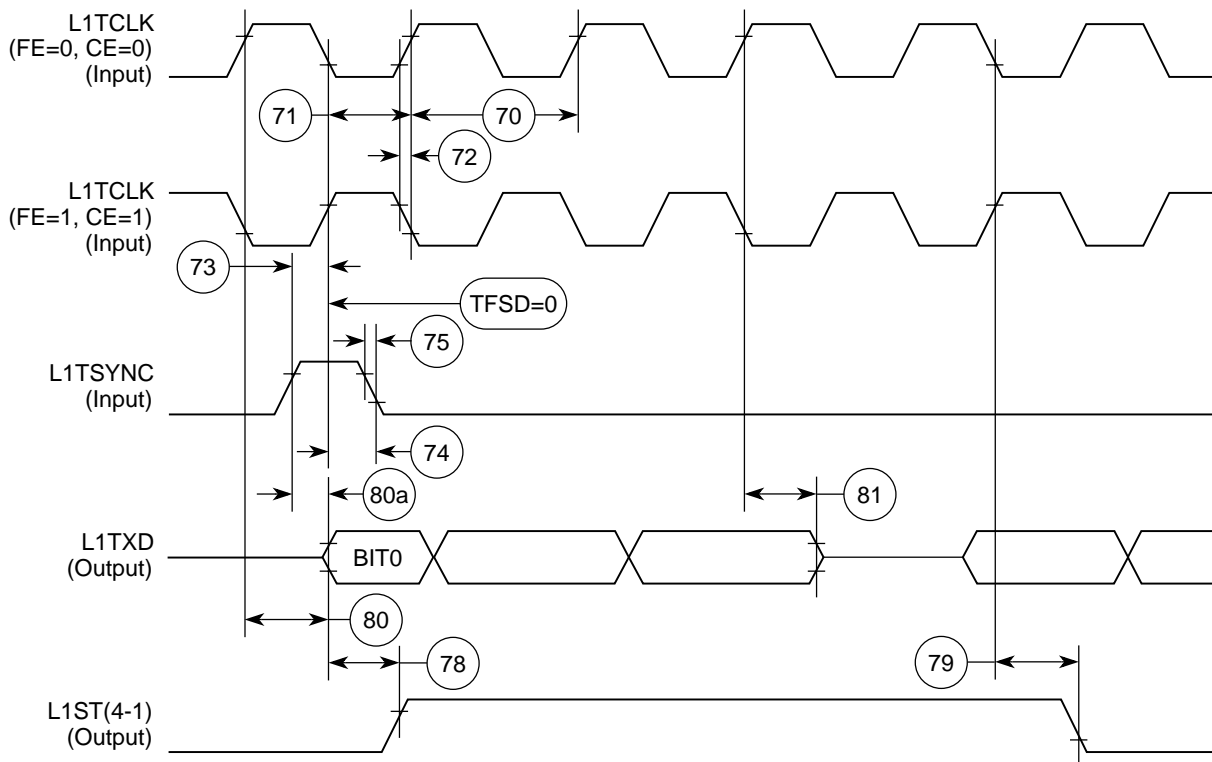 L1TCLK
(FE=0, CE=0)
(Input)
71
70
72
L1TCLK
(FE=1, CE=1)
(Input)
73
TFSD=0
75
L1TSYNC
(Input)
74
80a
81
L1TXD
(Output)
BIT0
80
78
79
L1ST(4-1)
(Output)